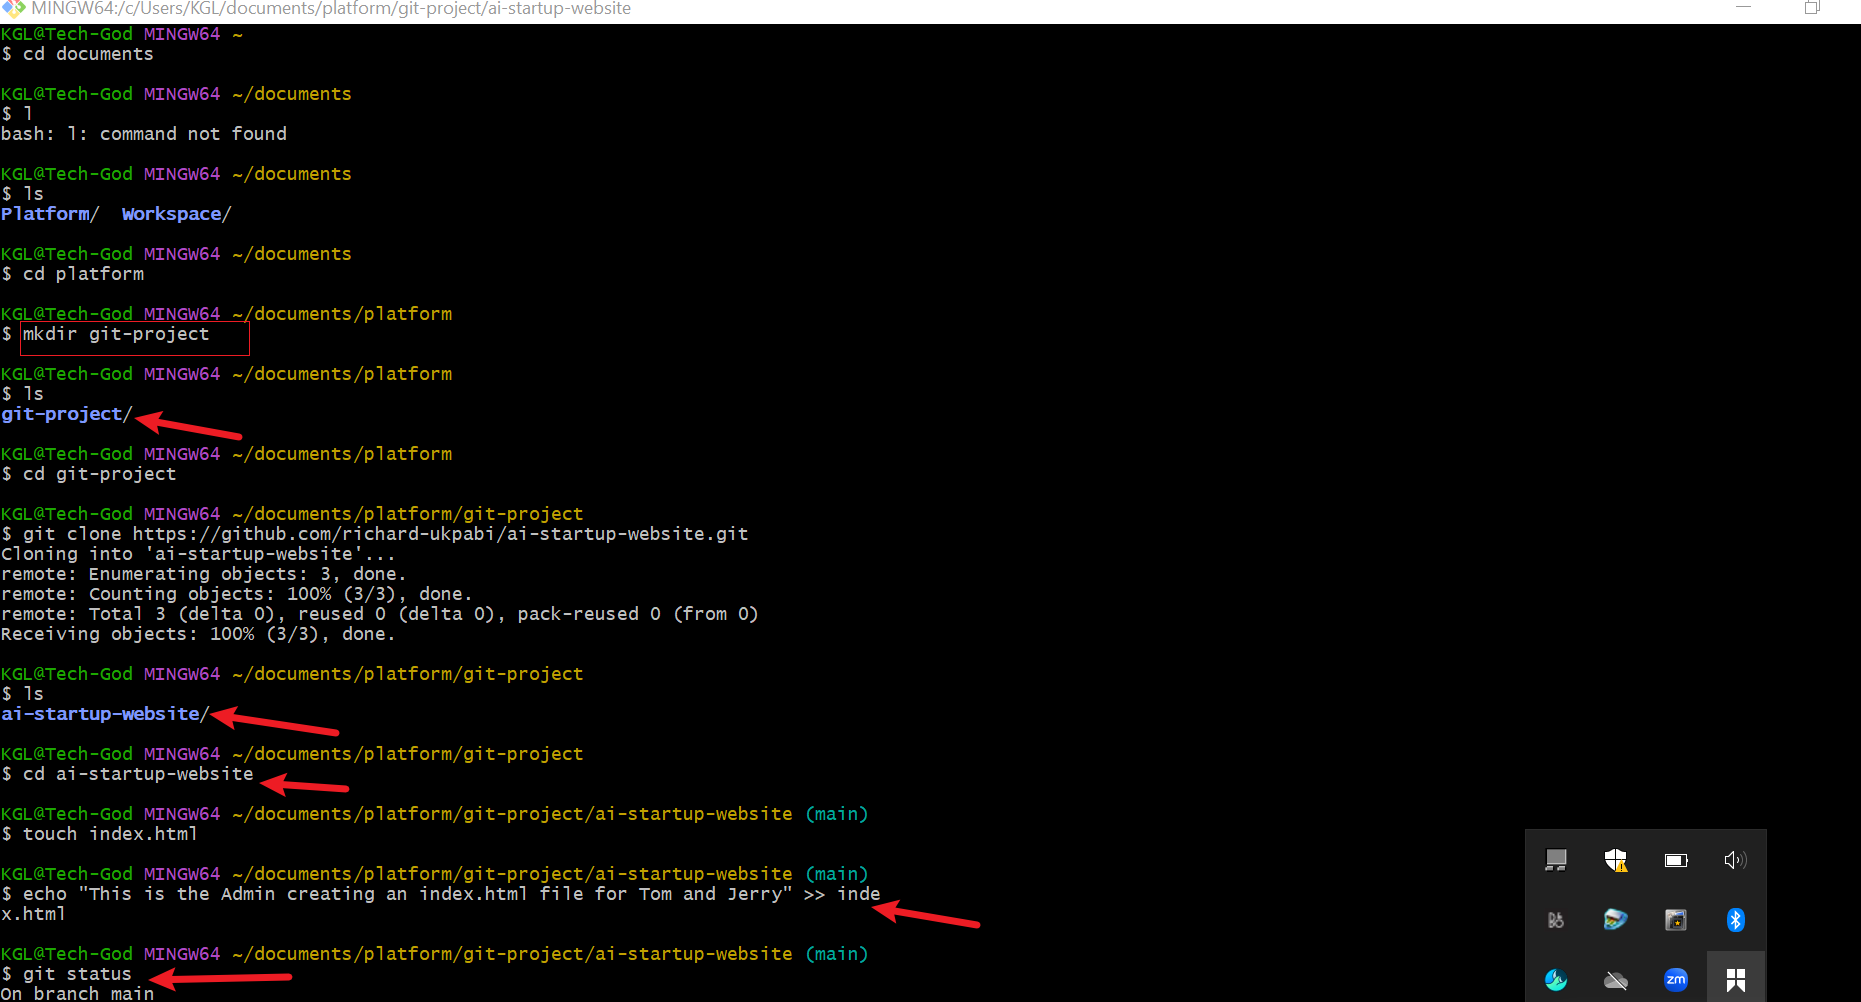 MINGW64:/c/Users/KGL/documents/platform/git-project/ai-startup-website
KGL@Tech-God MINGW64 ~
$ cd documents
KGL@Tech-God MINGW64 ~/documents
$ l
bash: l: command not found
KGL@Tech-God MINGW64 ~/documents
$ ls
Platform/  Workspace/
KGL@Tech-God MINGW64 ~/documents
$ cd platform
KGL@Tech-God MINGW64 ~/documents/platform
$ mkdir git-project
KGL@Tech-God MINGW64 ~/documents/platform
$ ls
git-project/
KGL@Tech-God MINGW64 ~/documents/platform
$ cd git-project
KGL@Tech-God MINGW64 ~/documents/platform/git-project
$ git clone https://github.com/richard-ukpabi/ai-startup-website.git
Cloning into 'ai-startup-website'...
remote: Enumerating objects: 3, done.
remote: Counting objects: 100% (3/3), done.
remote: Total 3 (delta 0), reused 0 (delta 0), pack-reused 0 (from 0)
Receiving objects: 100% (3/3), done.
KGL@Tech-God MINGW64 ~/documents/platform/git-project
$ ls
ai-startup-website/
KGL@Tech-God MINGW64 ~/documents/platform/git-project
$ cd ai-startup-website
KGL@Tech-God MINGW64 ~/documents/platform/git-project/ai-startup-website (main)
$ touch index.html
KGL@Tech-God MINGW64 ~/documents/platform/git-project/ai-startup-website (main)
$ echo "This is the Admin creating an index.html file for Tom and Jerry" >> inde
x.html
KGL@Tech-God MINGW64 ~/documents/platform/git-project/ai-startup-website (main)
$ git status
On branch main
zm